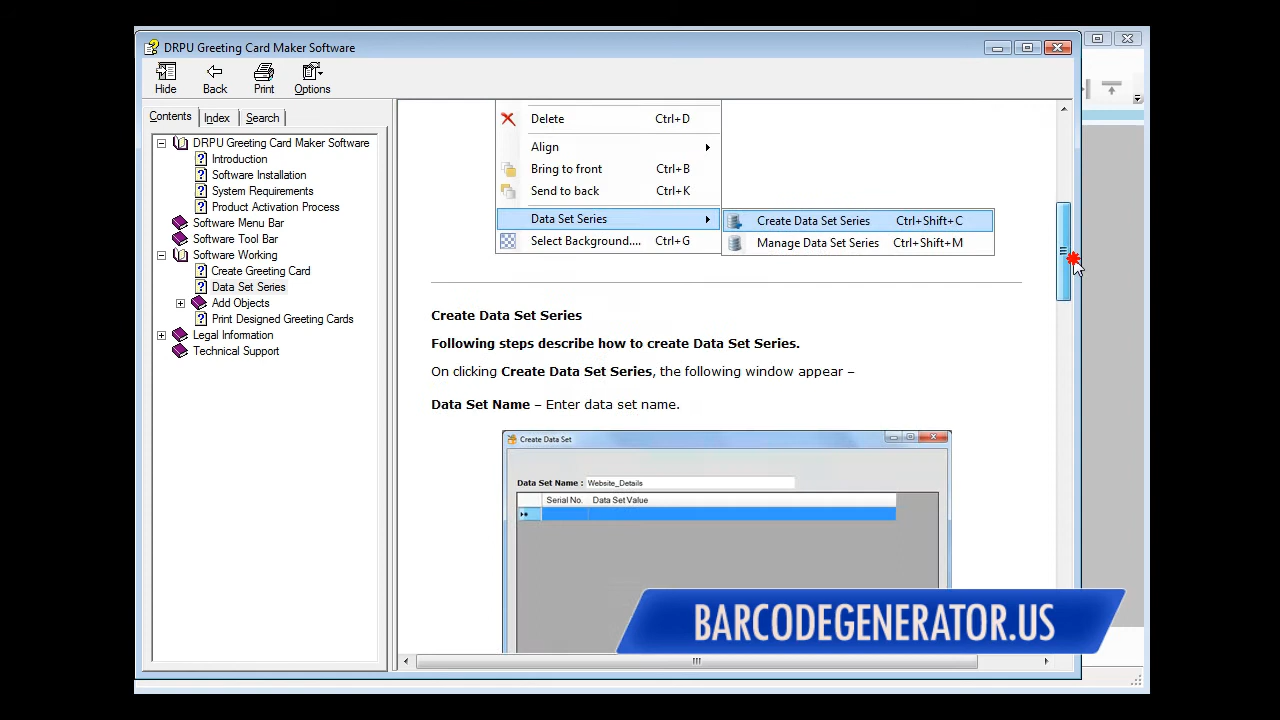 DRPU Greeting Card Maker Software
Hide
Back
Print
Options
Contents
Index
Search
DRPU Greeting Card Maker Software
Introduction
Software Installation
System Requirements
Product Activation Process
Software Menu Bar
Software Tool Bar
Software Working
Create Greeting Card
Data Set Series
Add Objects
Print Designed Greeting Cards
Legal Information
Technical Support
Delete Ctrl+D
Align
Bring to front Ctrl+B
Send to back Ctrl+K
Data Set Series
Create Data Set Series Ctrl+Shift+C
Select Background.... Ctrl+G
Manage Data Set Series Ctrl+Shift+M
Create Data Set Series
Following steps describe how to create Data Set Series.
On clicking Create Data Set Series, the following window appear –
Data Set Name – Enter data set name.
Create Data Set
Data Set Name : Website_Details
Serial No. Data Set Value
BARCODEGENERATOR.US